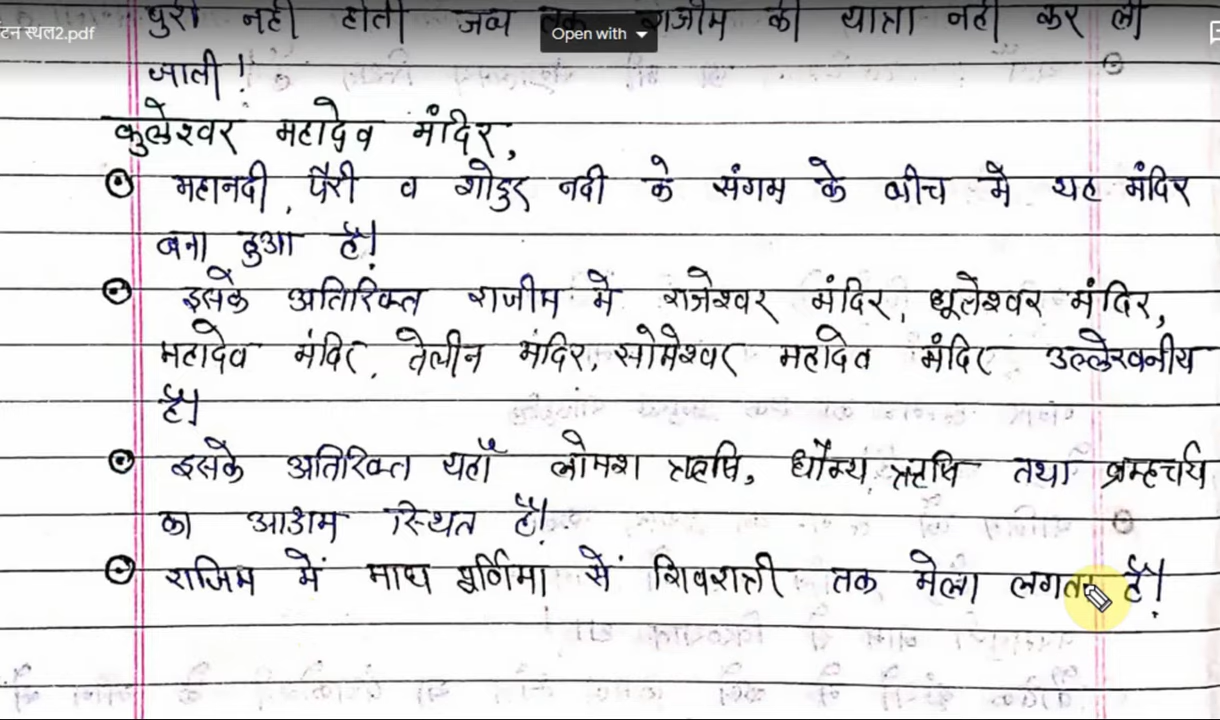 टन स्थल2.pdf
Open with
पुरी नही होती जब तक राजीम की यात्रा नही कर ली
जाती!
कुलेश्वर महादेव मंदिर,
महानदी, पैरी व सोढुर नदी के संगम के बीच में यह मंदिर
बना हुआ है।
इसके अतिरिक्त राजीम में राजेश्वर मंदिर, भूतेश्वर मंदिर,
महादेव मंदिर, तेलीन मंदिर, सोमेश्वर महादेव मंदिर उल्लेखनीय
है।
इसके अतिरिक्त यहाँ लोमश ऋषि, धौम्य ऋषि तथा ब्रम्हचर्य
का आश्रम स्थित है।
राजिम में माघ पूर्णिमा से शिवरात्री तक मेला लगता है।